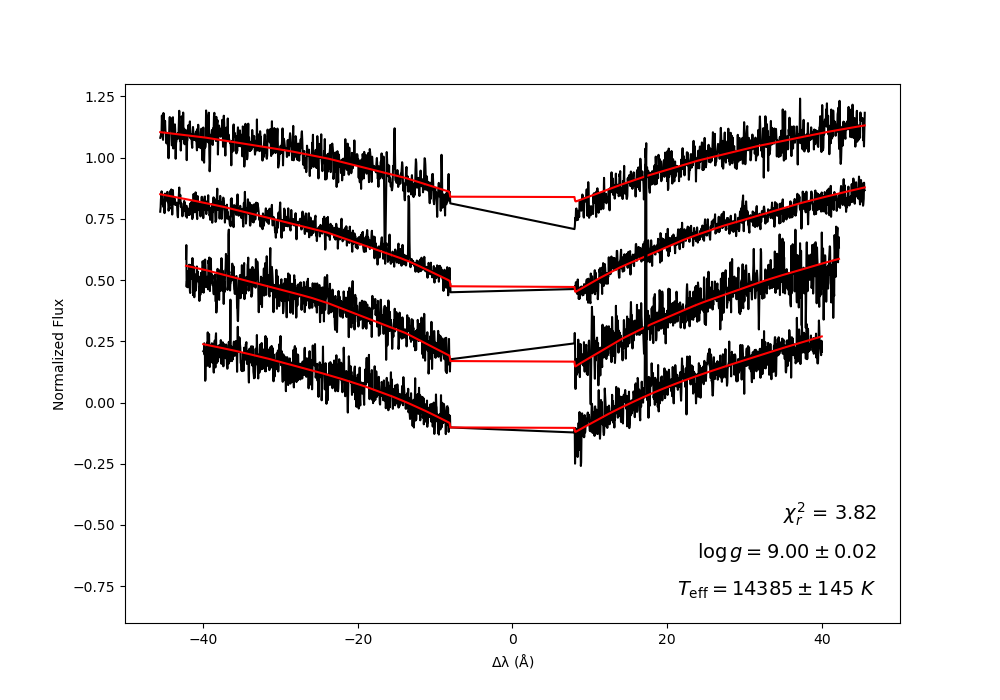 1.25
1.00
0.75
0.50
0.25
0.00
−0.25
−0.50
−0.75
Normalized Flux
χ²ᵣ = 3.82
log g = 9.00 ± 0.02
T_eff = 14385 ± 145 K
−40 −20 0 20 40
Δλ (Å)